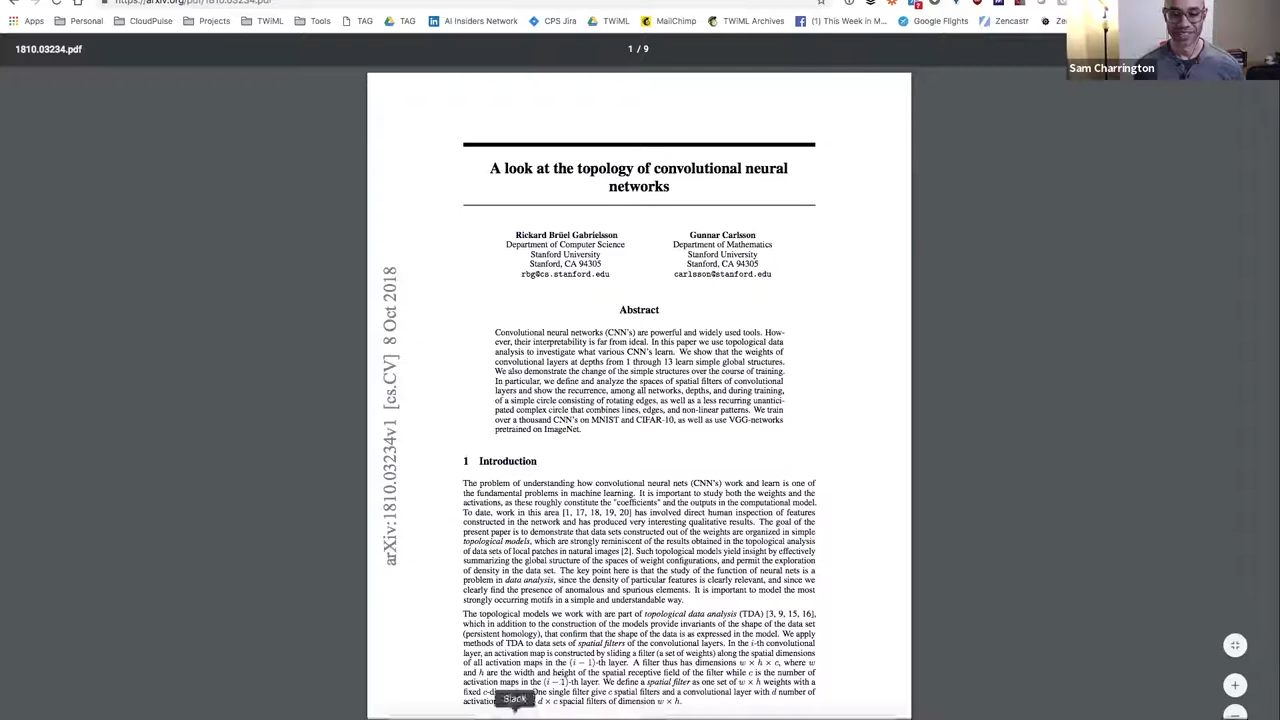 https://arxiv.org/pdf/1810.03234.pdf
Apps Personal CloudPulse Projects TWiML Tools TAG TAG AI Insiders Network CPS Jira TWiML MailChimp TWiML Archives (1) This Week in M... Google Flights Zencastr
1810.03234.pdf
1 / 9
Sam Charrington
A look at the topology of convolutional neural
networks
Rickard Brüel Gabrielsson
Department of Computer Science
Stanford University
Stanford, CA 94305
rbg@cs.stanford.edu
Gunnar Carlsson
Department of Mathematics
Stanford University
Stanford, CA 94305
carlsson@stanford.edu
arXiv:1810.03234v1 [cs.CV] 8 Oct 2018
Abstract
Convolutional neural networks (CNN's) are powerful and widely used tools. How-
ever, their interpretability is far from ideal. In this paper we use topological data
analysis to investigate what various CNN's learn. We show that the weights of
convolutional layers at depths from 1 through 13 learn simple global structures.
We also demonstrate the change of the simple structures over the course of training.
In particular, we define and analyze the spaces of spatial filters of convolutional
layers and show the recurrence, among all networks, depths, and during training,
of a simple circle consisting of rotating edges, as well as a less recurring unantici-
pated complex circle that combines lines, edges, and non-linear patterns. We train
over a thousand CNN's on MNIST and CIFAR-10, as well as use VGG-networks
pretrained on ImageNet.
1 Introduction
The problem of understanding how convolutional neural nets (CNN's) work and learn is one of
the fundamental problems in machine learning. It is important to study both the weights and the
activations, as these roughly constitute the "coefficients" and the outputs in the computational model.
To date, work in this area [1, 17, 18, 19, 20] has involved direct human inspection of features
constructed in the network and has produced very interesting qualitative results. The goal of the
present paper is to demonstrate that data sets constructed out of the weights are organized in simple
topological models, which are strongly reminiscent of the results obtained in the topological analysis
of data sets of local patches in natural images [2]. Such topological models yield insight by effectively
summarizing the global structure of the spaces of weight configurations, and permit the exploration
of density in the data set. The key point here is that the study of the function of neural nets is a
problem in data analysis, since the density of particular features is clearly relevant, and since we
clearly find the presence of anomalous and spurious elements. It is important to model the most
strongly occurring motifs in a simple and understandable way.
The topological models we work with are part of topological data analysis (TDA) [3, 9, 15, 16],
which in addition to the construction of the models provide invariants of the shape of the data set
(persistent homology), that confirm that the shape of the data is as expressed in the model. We apply
methods of TDA to data sets of spatial filters of the convolutional layers. In the i-th convolutional
layer, an activation map is constructed by sliding a filter (a set of weights) along the spatial dimensions
of all activation maps in the (i − 1)-th layer. A filter thus has dimensions w × h × c, where w
and h are the width and height of the spatial receptive field of the filter while c is the number of
activation maps in the (i−1)-th layer. We define a spatial filter as one set of w × h weights with a
fixed c-di One single filter give c spatial filters and a convolutional layer with d number of
activation d × c spacial filters of dimension w × h.
Slack